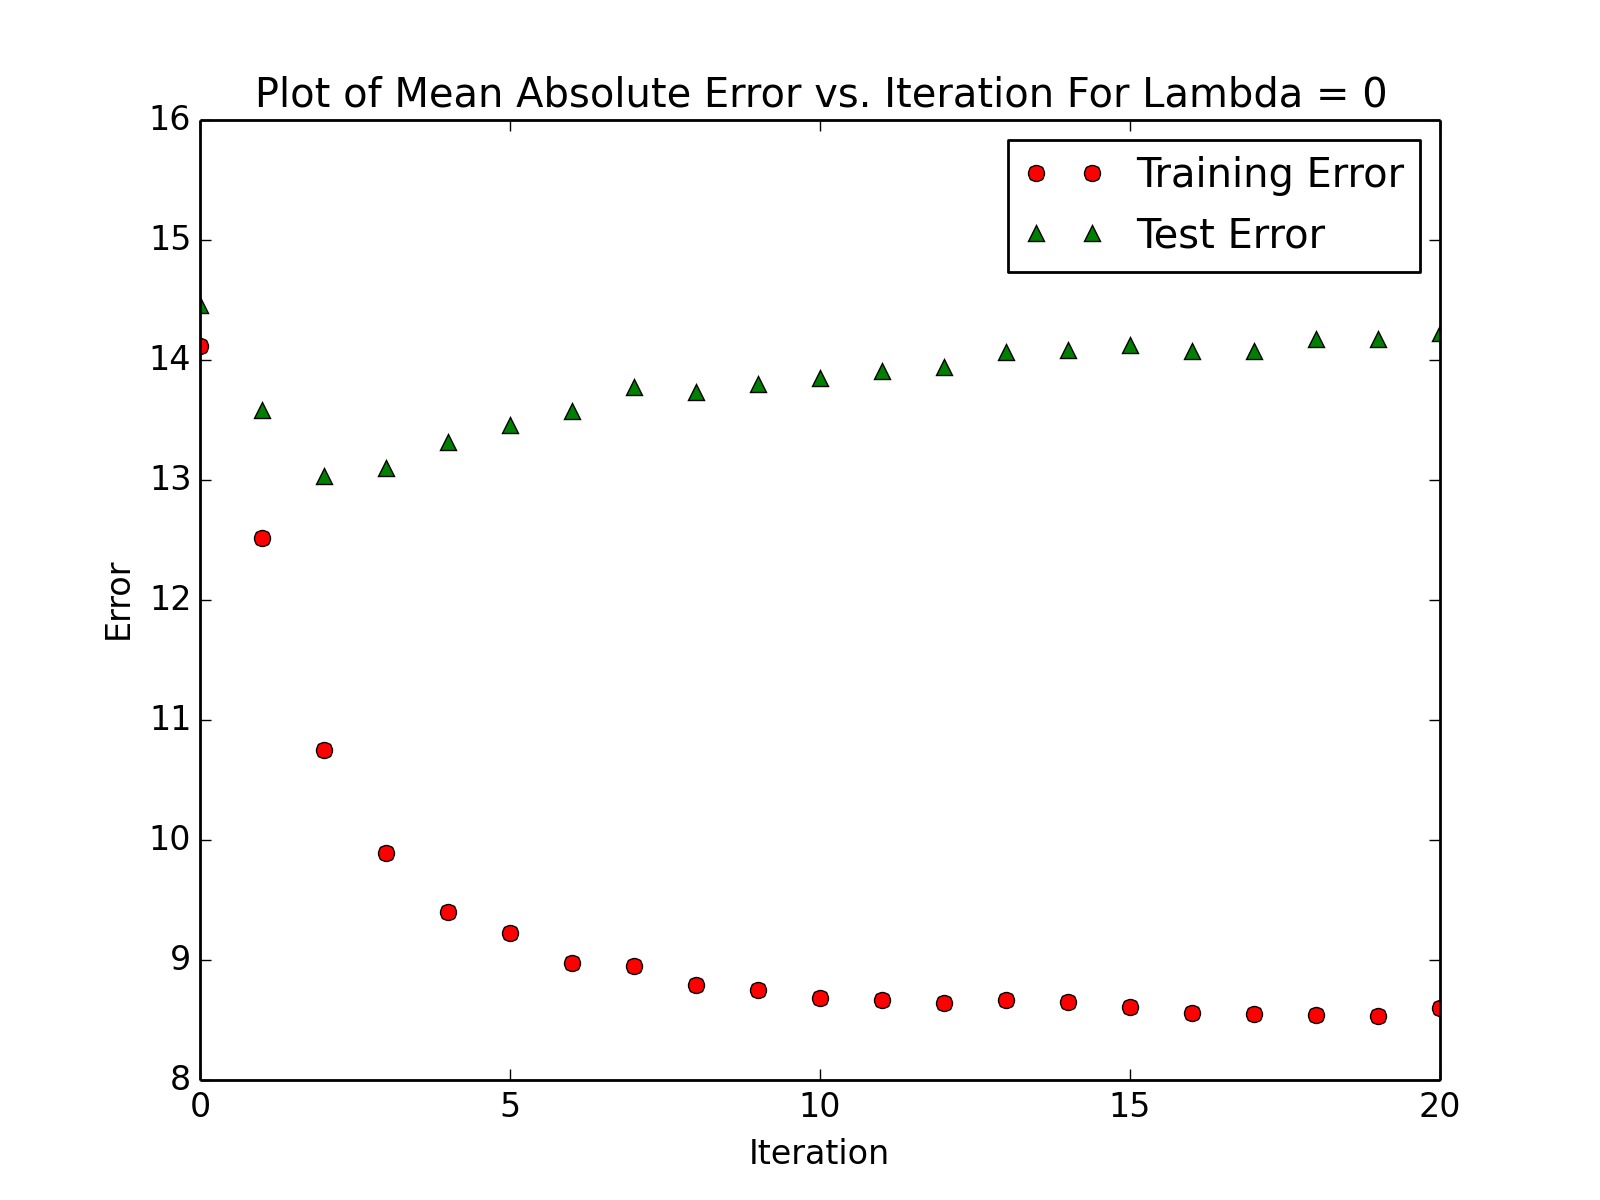 Plot of Mean Absolute Error vs. Iteration For Lambda = 0
16
15
14
13
12
11
10
9
8
Error
Training Error
Test Error
0 5 10 15 20
Iteration